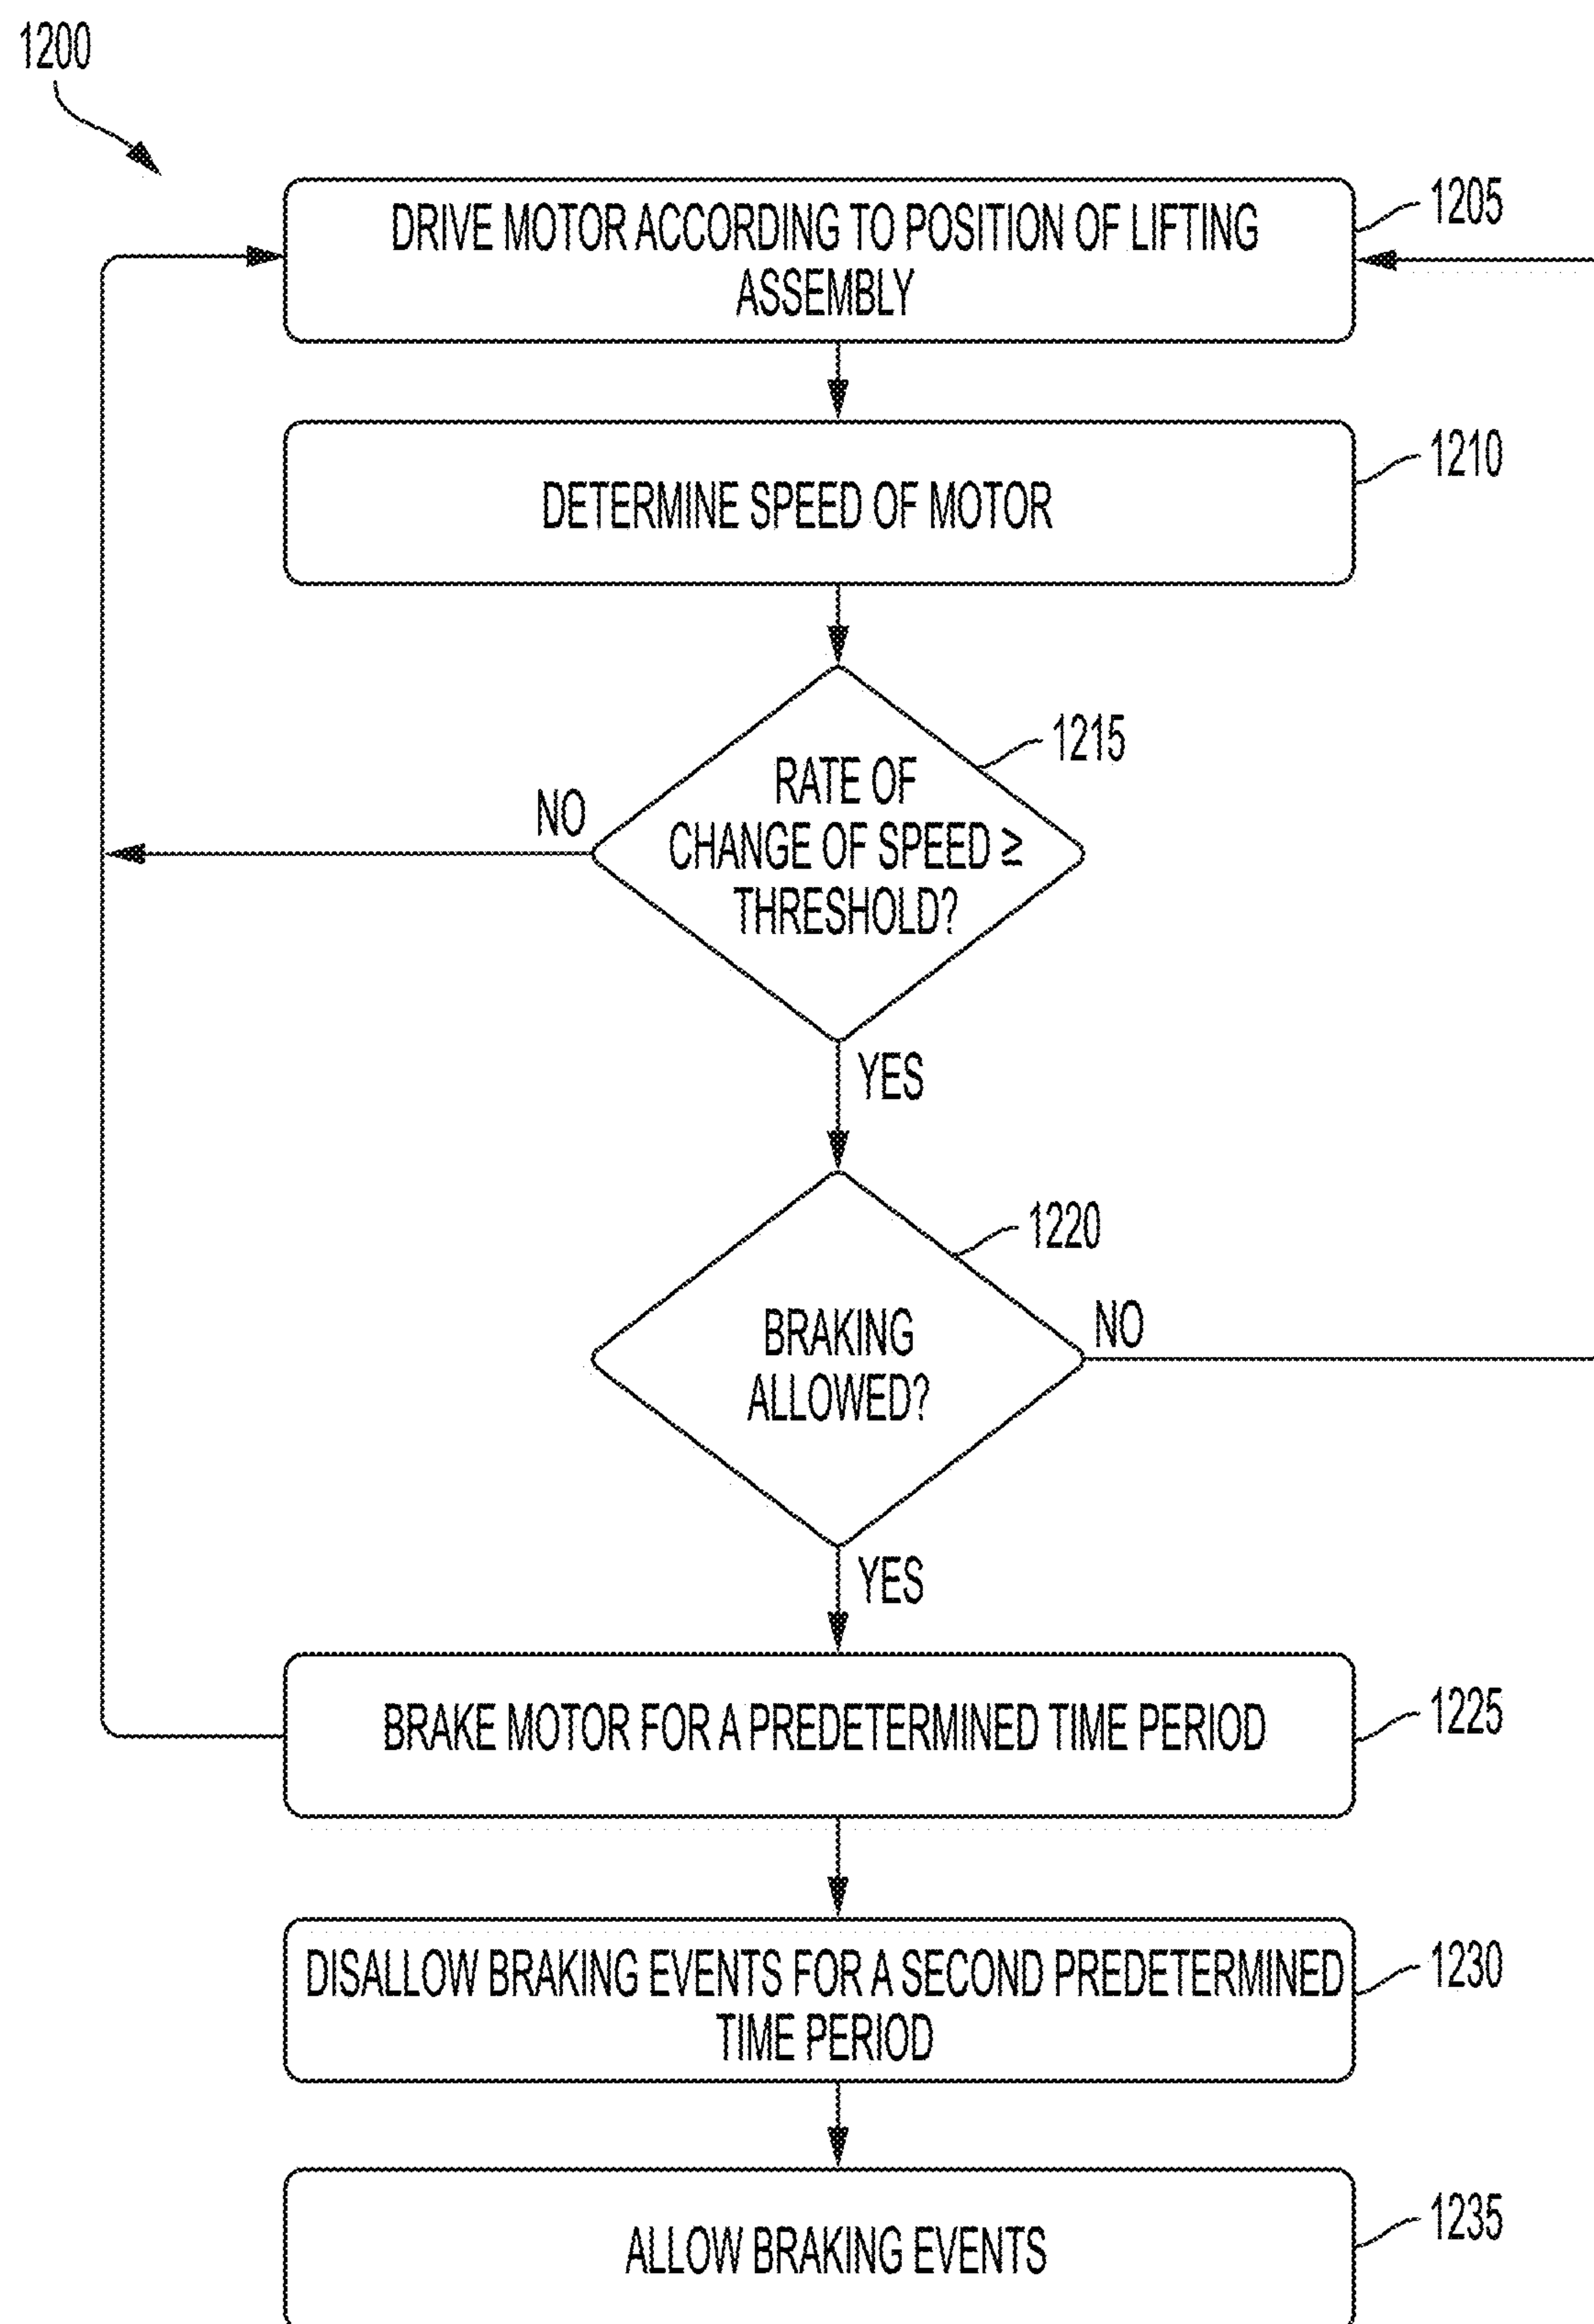 1200
DRIVE MOTOR ACCORDING TO POSITION OF LIFTING
ASSEMBLY
1205
DETERMINE SPEED OF MOTOR
1210
RATE OF
CHANGE OF SPEED ≥
THRESHOLD?
1215
NO
YES
BRAKING
ALLOWED?
1220
NO
YES
BRAKE MOTOR FOR A PREDETERMINED TIME PERIOD
1225
DISALLOW BRAKING EVENTS FOR A SECOND PREDETERMINED
TIME PERIOD
1230
ALLOW BRAKING EVENTS
1235